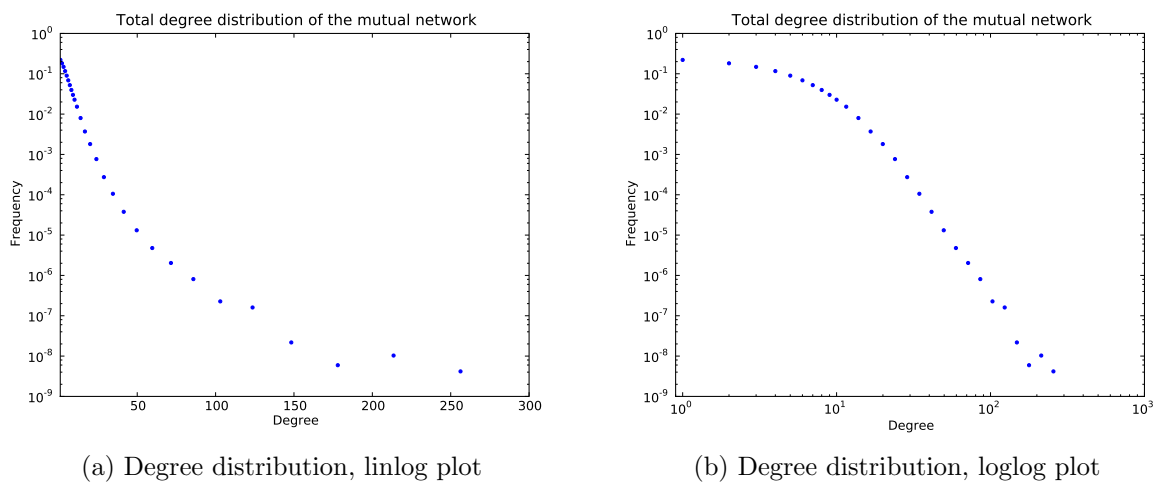 Total degree distribution of the mutual network
10^0
10^-1
10^-2
10^-3
10^-4
10^-5
10^-6
10^-7
10^-8
10^-9
Frequency
50 100 150 200 250 300
Degree
(a) Degree distribution, linlog plot
Total degree distribution of the mutual network
10^0
10^-1
10^-2
10^-3
10^-4
10^-5
10^-6
10^-7
10^-8
10^-9
Frequency
10^0 10^1 10^2 10^3
Degree
(b) Degree distribution, loglog plot